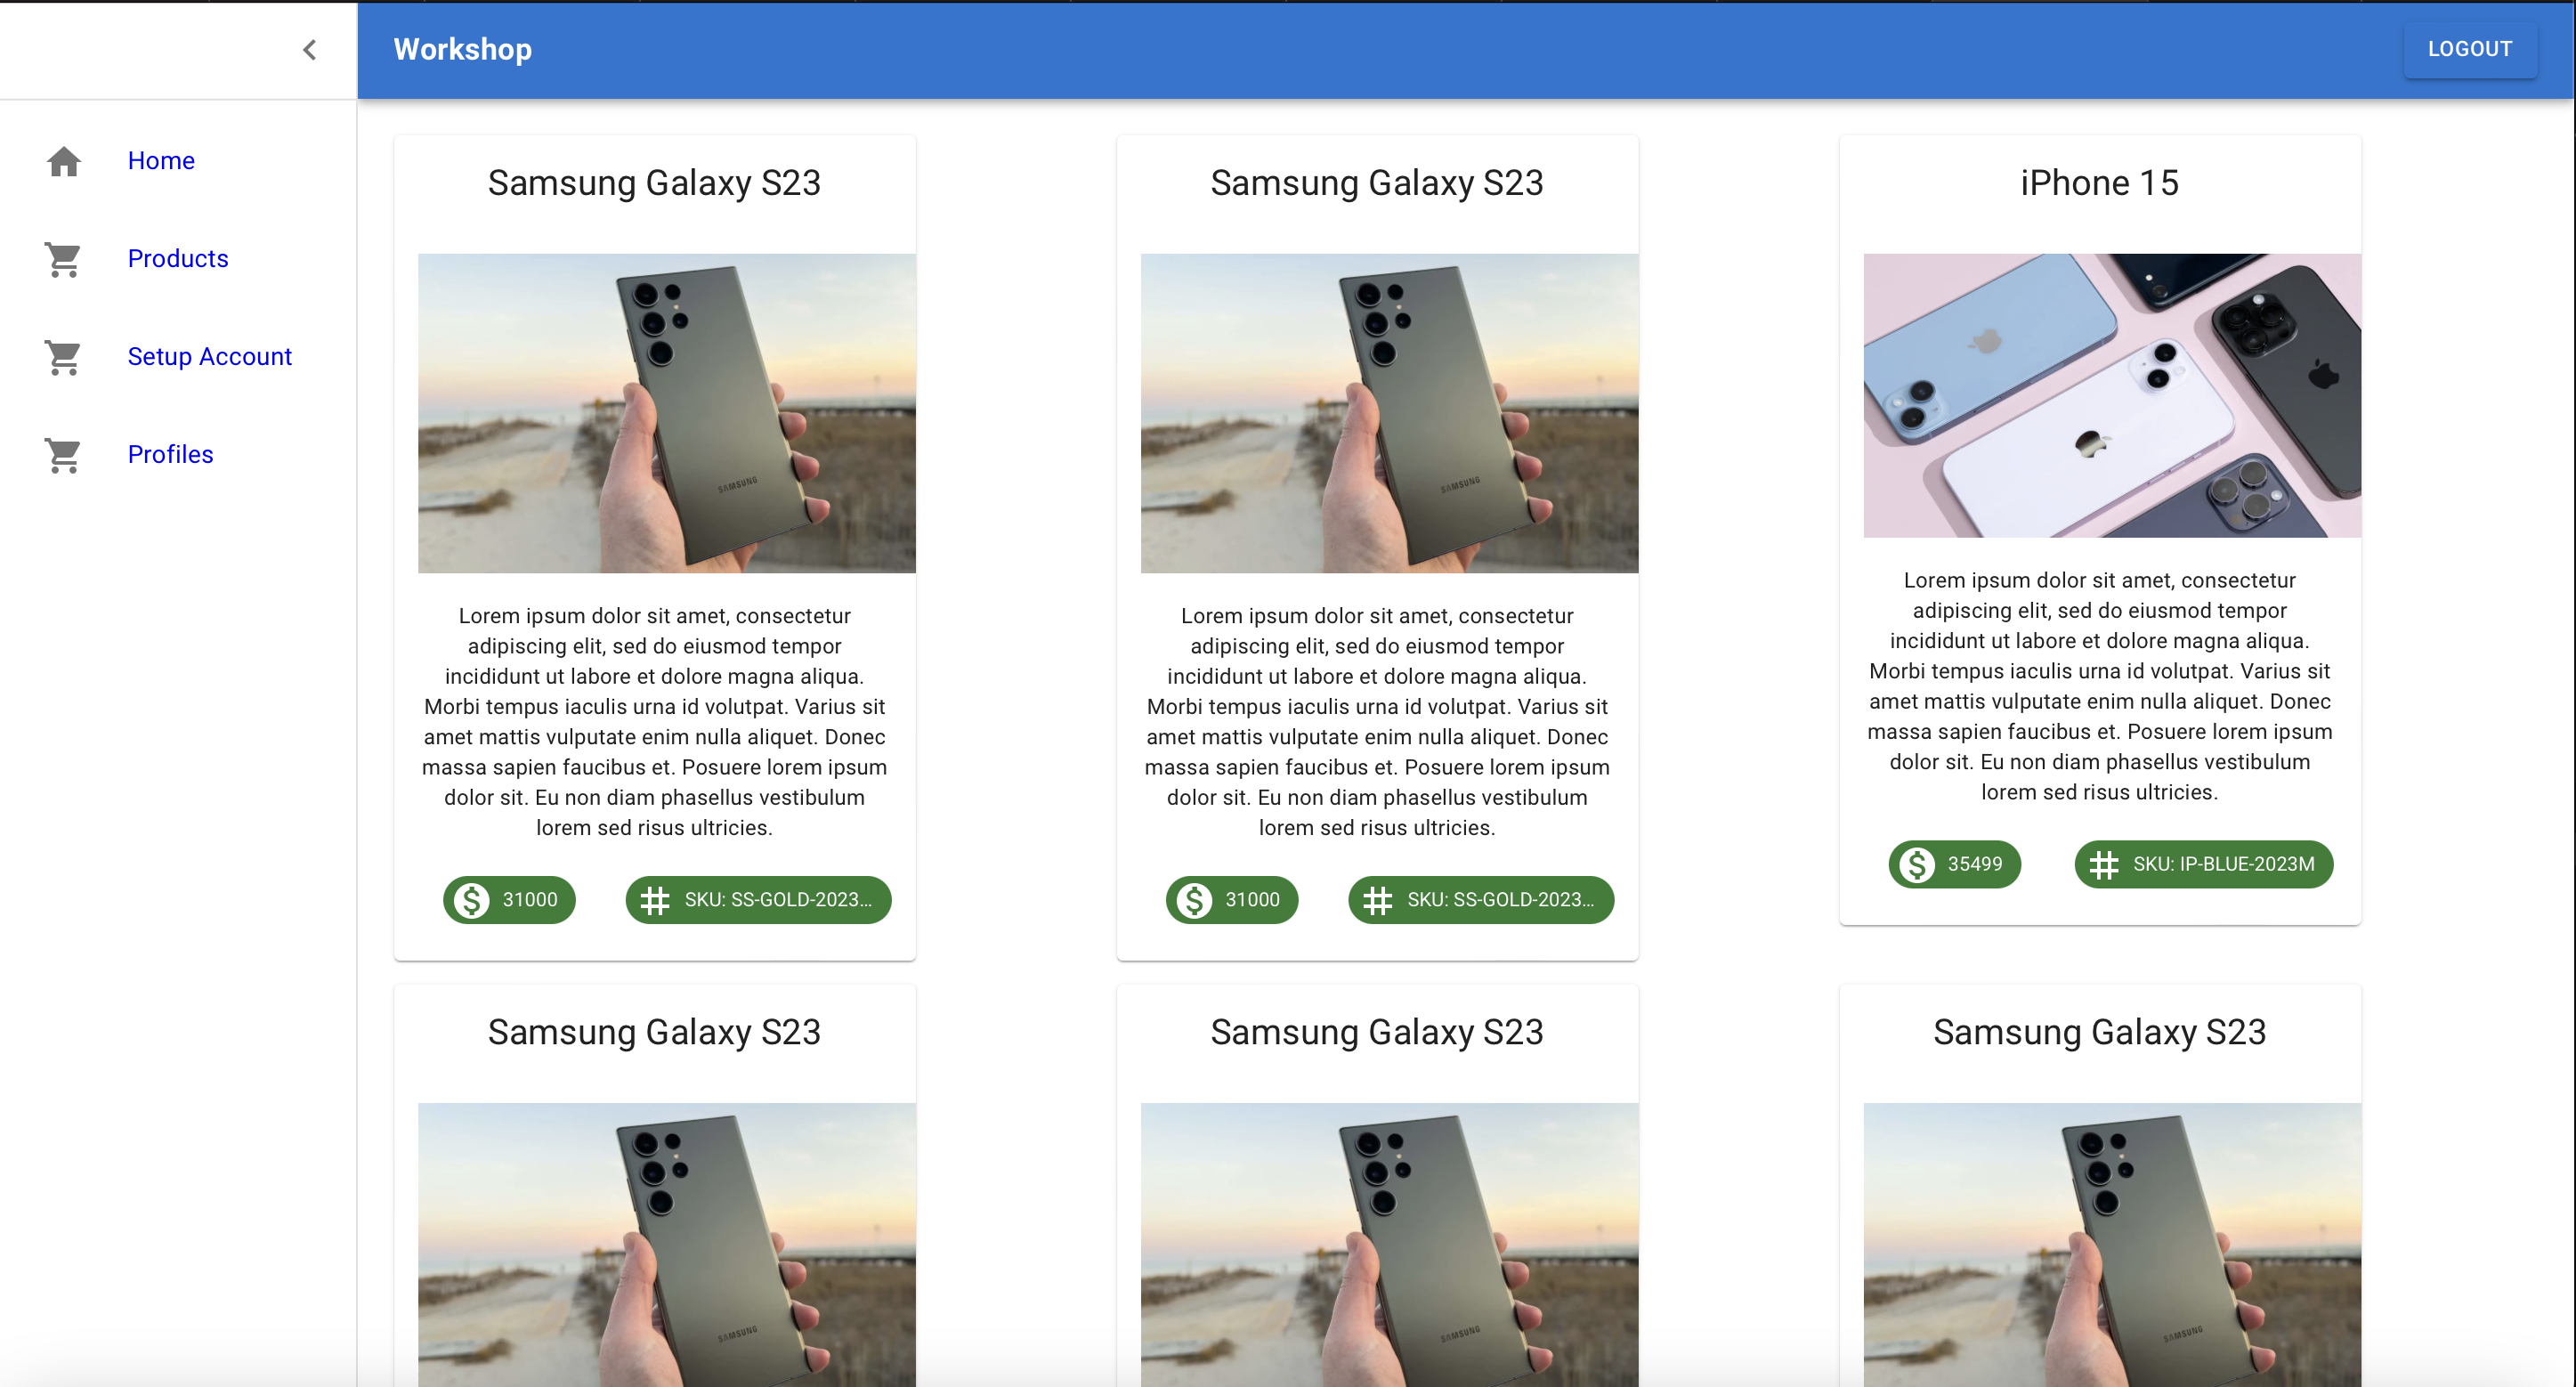 Workshop
LOGOUT
Home
Products
Setup Account
Profiles
Samsung Galaxy S23
SAMSUNG
Lorem ipsum dolor sit amet, consectetur
adipiscing elit, sed do eiusmod tempor
incididunt ut labore et dolore magna aliqua.
Morbi tempus iaculis urna id volutpat. Varius sit
amet mattis vulputate enim nulla aliquet. Donec
massa sapien faucibus et. Posuere lorem ipsum
dolor sit. Eu non diam phasellus vestibulum
lorem sed risus ultricies.
$ 31000
# SKU: SS-GOLD-2023...
Samsung Galaxy S23
SAMSUNG
Lorem ipsum dolor sit amet, consectetur
adipiscing elit, sed do eiusmod tempor
incididunt ut labore et dolore magna aliqua.
Morbi tempus iaculis urna id volutpat. Varius sit
amet mattis vulputate enim nulla aliquet. Donec
massa sapien faucibus et. Posuere lorem ipsum
dolor sit. Eu non diam phasellus vestibulum
lorem sed risus ultricies.
$ 31000
# SKU: SS-GOLD-2023...
iPhone 15
Lorem ipsum dolor sit amet, consectetur
adipiscing elit, sed do eiusmod tempor
incididunt ut labore et dolore magna aliqua.
Morbi tempus iaculis urna id volutpat. Varius sit
amet mattis vulputate enim nulla aliquet. Donec
massa sapien faucibus et. Posuere lorem ipsum
dolor sit. Eu non diam phasellus vestibulum
lorem sed risus ultricies.
$ 35499
# SKU: IP-BLUE-2023M
Samsung Galaxy S23
SAMSUNG
Samsung Galaxy S23
SAMSUNG
Samsung Galaxy S23
SAMSUNG